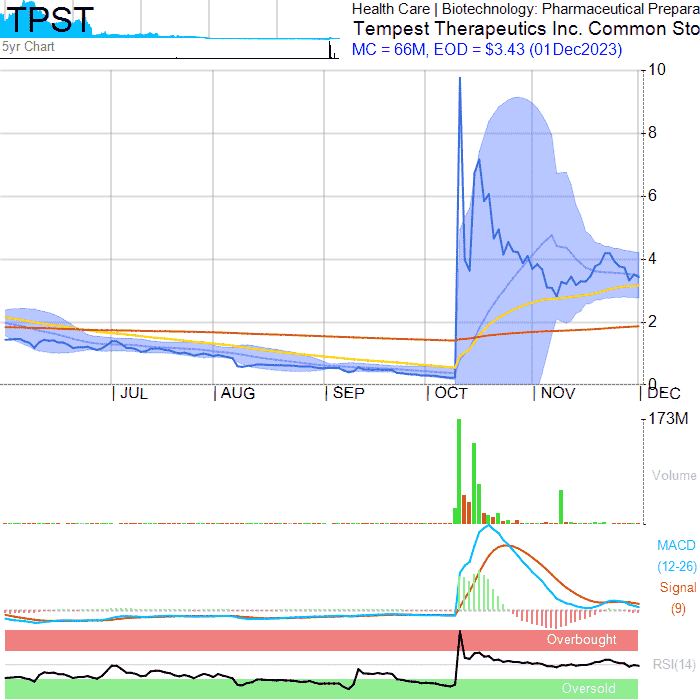 TPST
5yr Chart
Health Care | Biotechnology: Pharmaceutical Prepara
Tempest Therapeutics Inc. Common Sto
MC = 66M, EOD = $3.43 (01Dec2023)
10
8
6
4
2
0
JUL
AUG
SEP
OCT
NOV
DEC
173M
Volume
MACD
(12-26)
Signal
(9)
Overbought
RSI(14)
Oversold